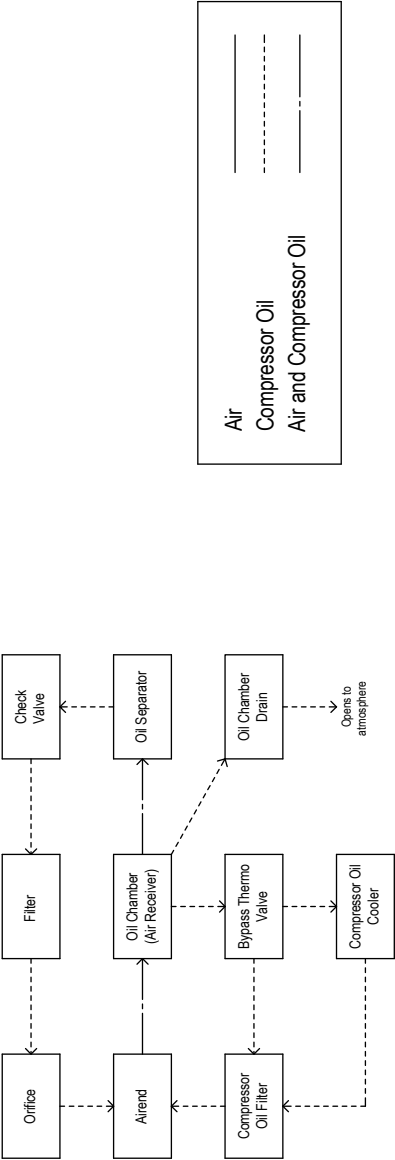 Orifice
Filter
Check
Valve
Airend
Oil Chamber
(Air Receiver)
Oil Separator
Compressor
Oil Filter
Bypass Thermo
Valve
Oil Chamber
Drain
Compressor Oil
Cooler
Opens to
atmosphere
Air
Compressor Oil
Air and Compressor Oil